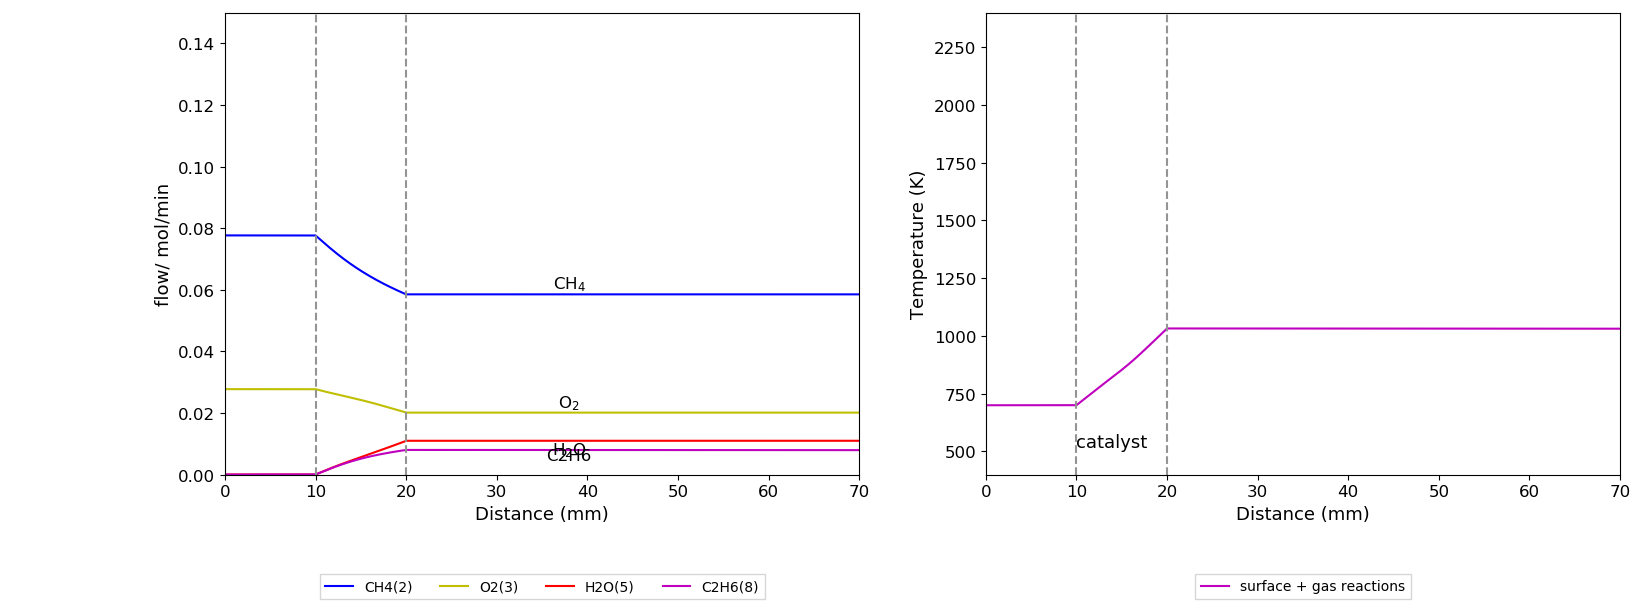 0.14
0.12
0.10
0.08
0.06
0.04
0.02
0.00
flow/ mol/min
CH₄
O₂
H₂O
C2H6
0 10 20 30 40 50 60 70
Distance (mm)
CH4(2) O2(3) H2O(5) C2H6(8)
2250
2000
1750
1500
1250
1000
750
500
Temperature (K)
catalyst
0 10 20 30 40 50 60 70
Distance (mm)
surface + gas reactions